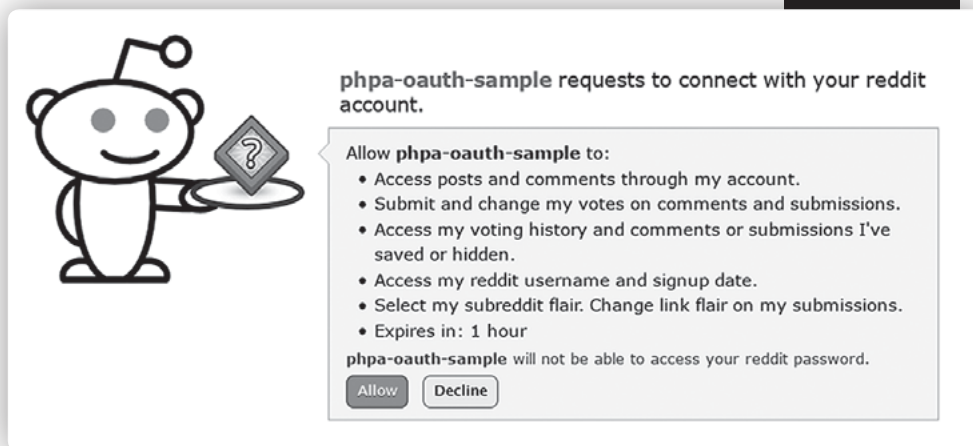 phpa-oauth-sample requests to connect with your reddit
account.
?
Allow phpa-oauth-sample to:
• Access posts and comments through my account.
• Submit and change my votes on comments and submissions.
• Access my voting history and comments or submissions I've
saved or hidden.
• Access my reddit username and signup date.
• Select my subreddit flair. Change link flair on my submissions.
• Expires in: 1 hour
phpa-oauth-sample will not be able to access your reddit password.
Allow Decline